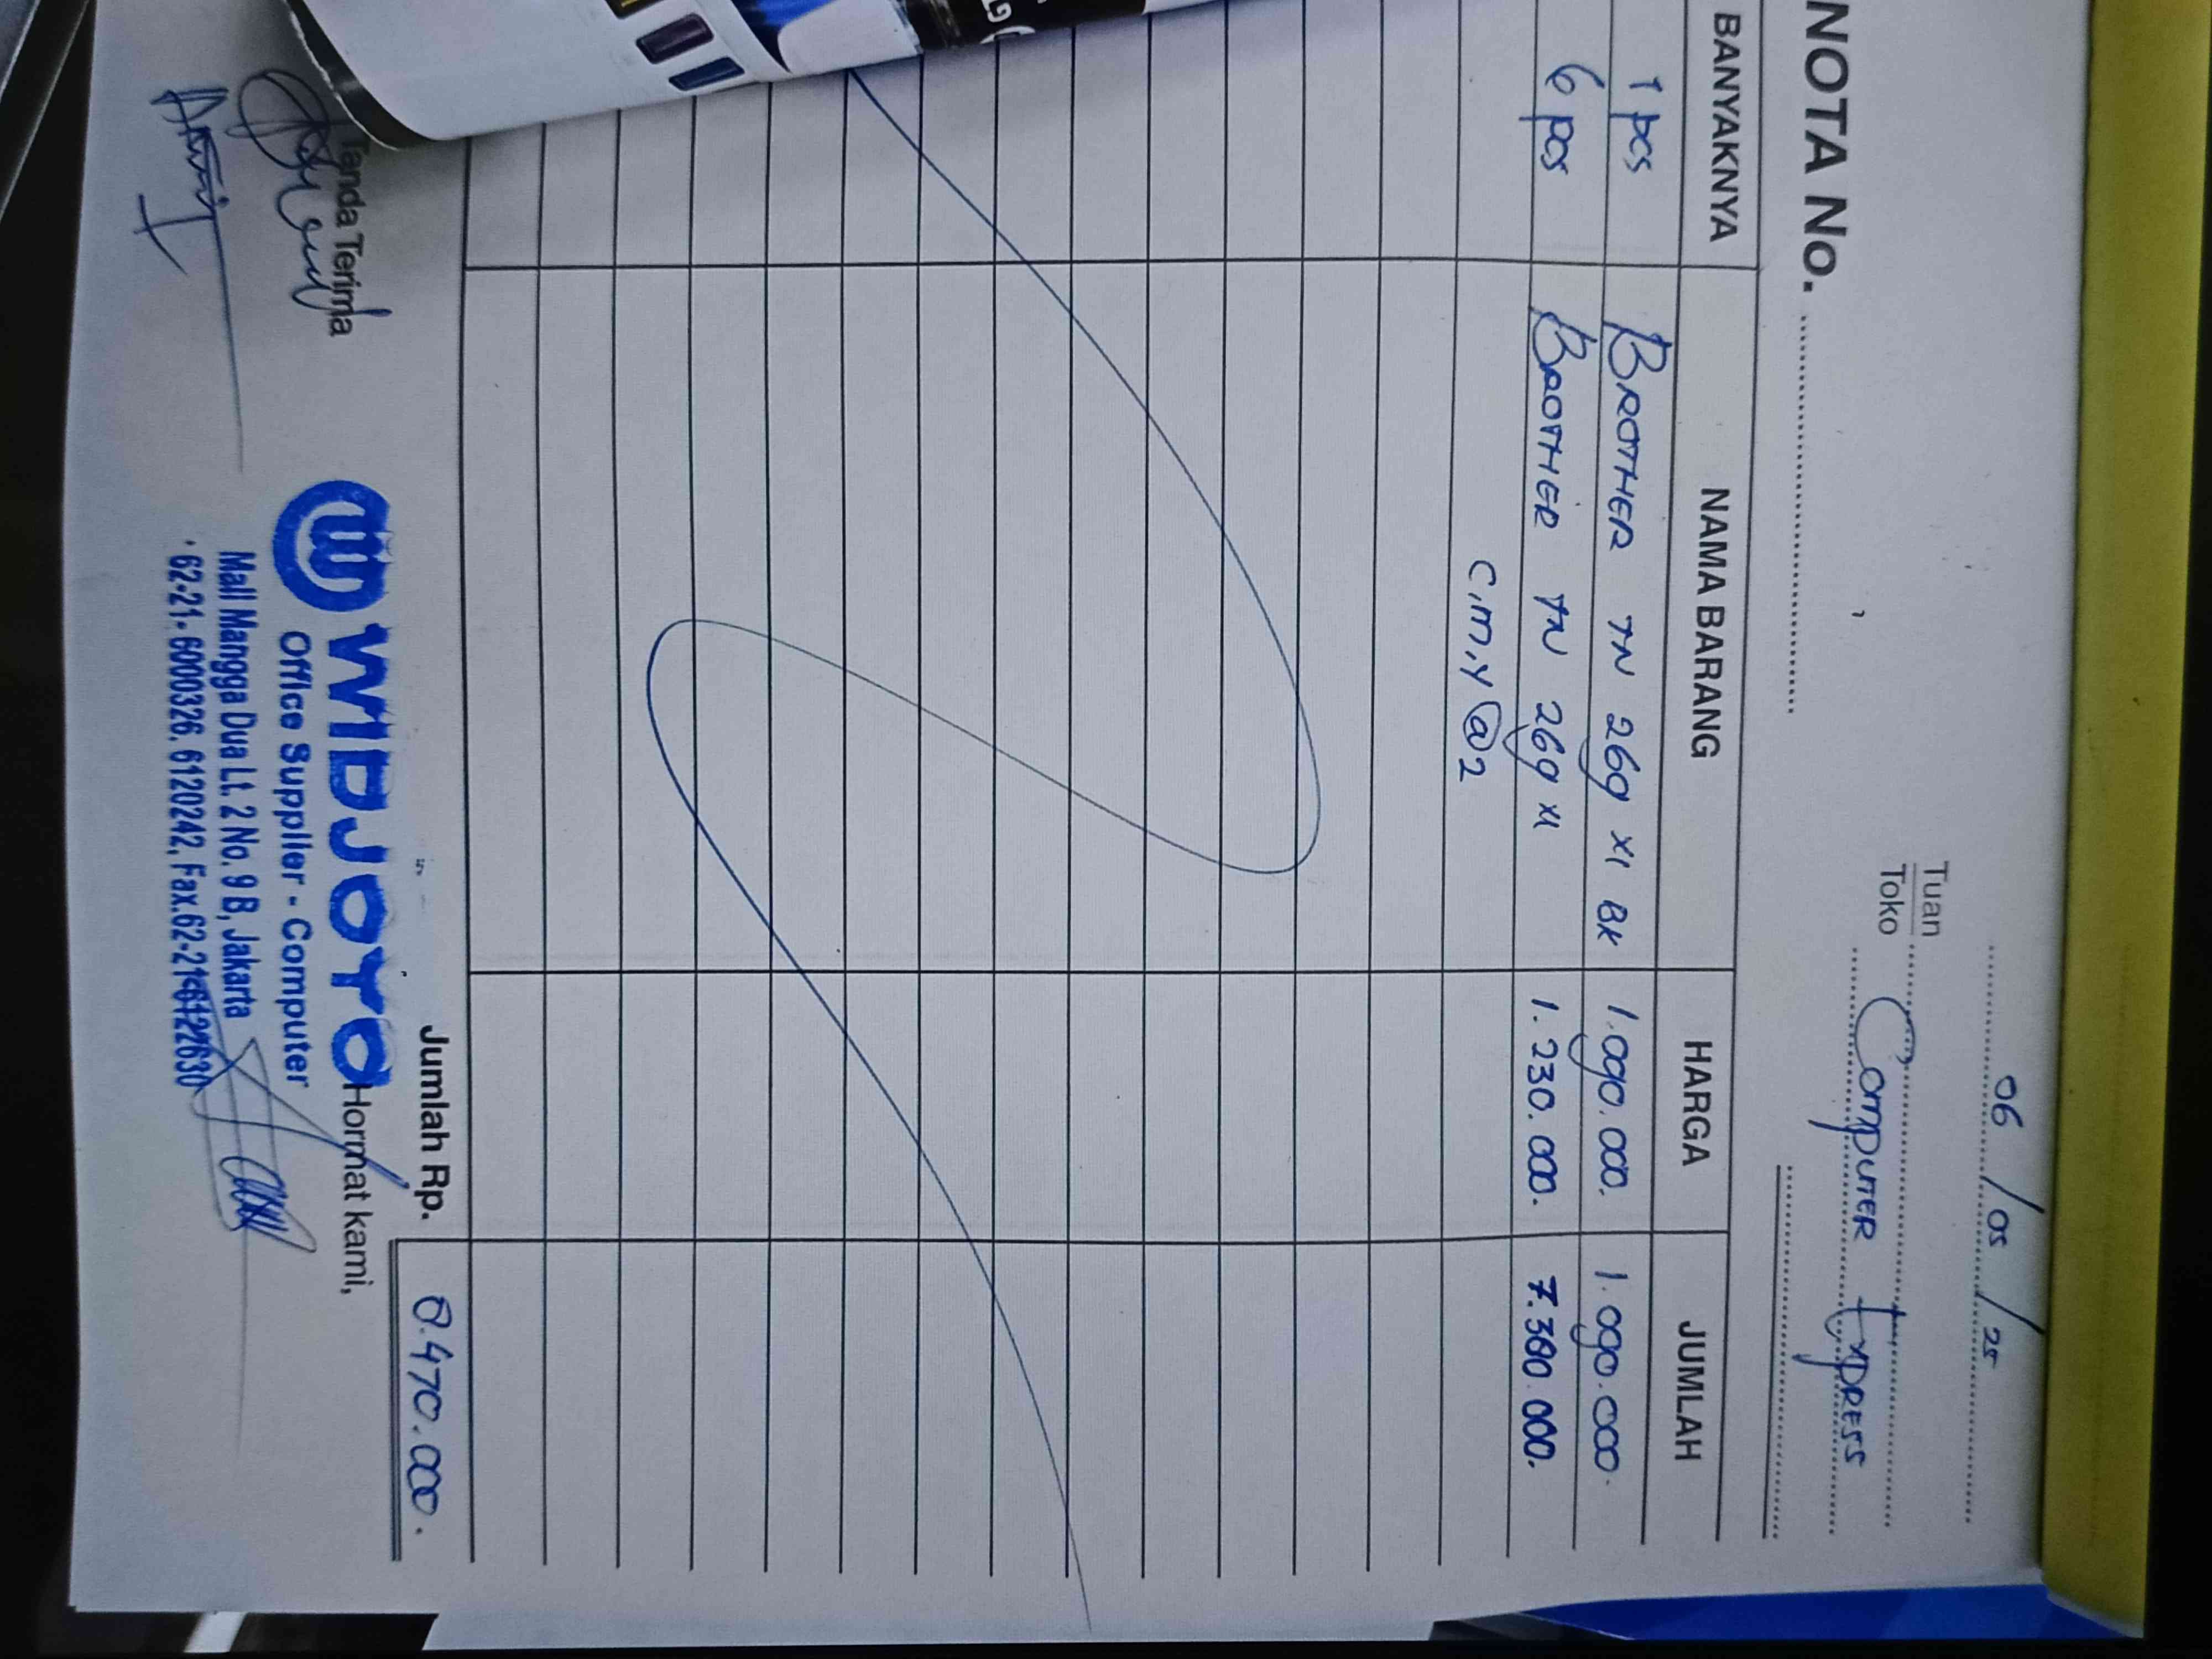 06 / 05 / 25
Tuan
Toko
Computer Express
NOTA No.
BANYAKNYA NAMA BARANG HARGA JUMLAH
1 pcs BROTHER TN 269 XL BK 1.090.000. 1.090.000.
6 pcs BROTHER TN 269 XL 1.230.000. 7.380.000.
C,M,Y @2
Jumlah Rp. 8.470.000.
Tanda Terima Hormat kami,
WIDJOYO
Office Supplier - Computer
Mall Mangga Dua Lt. 2 No. 9 B, Jakarta
62-21- 6000326, 6120242, Fax.62-21-6122630